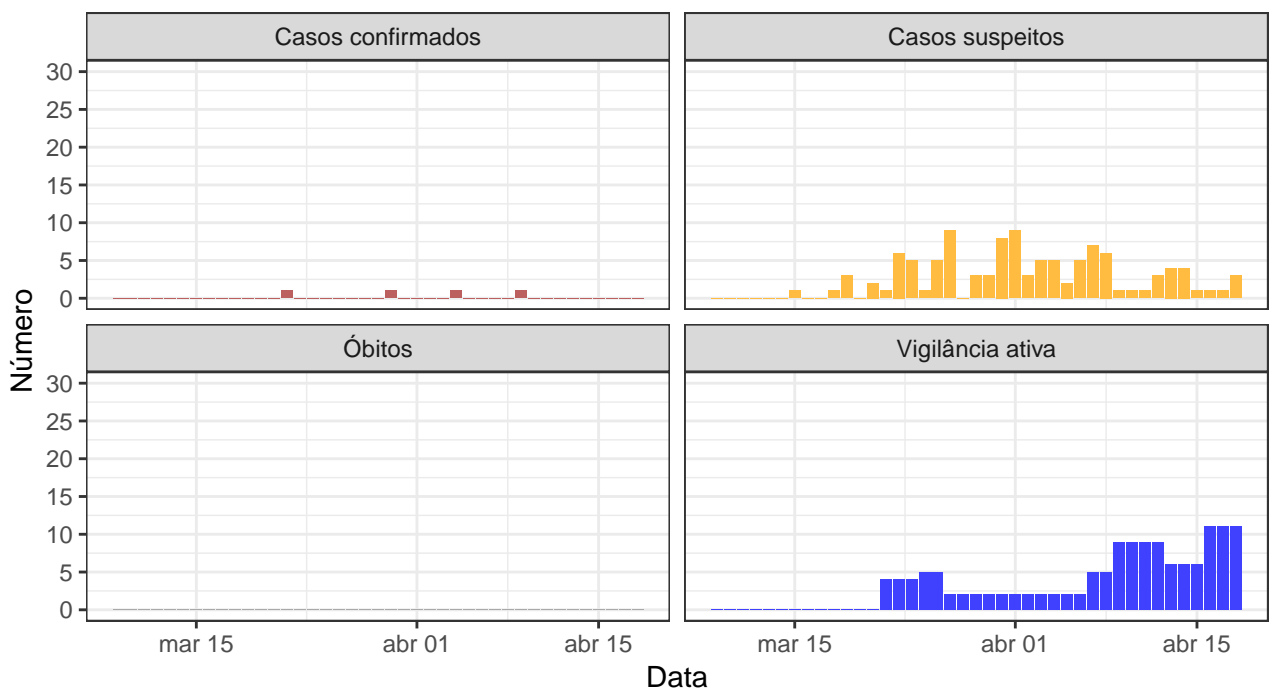 Casos confirmados
Casos suspeitos
30
25
20
15
10
5
0
Óbitos
Vigilância ativa
30
25
20
15
10
5
0
Número
mar 15
abr 01
abr 15
mar 15
abr 01
abr 15
Data